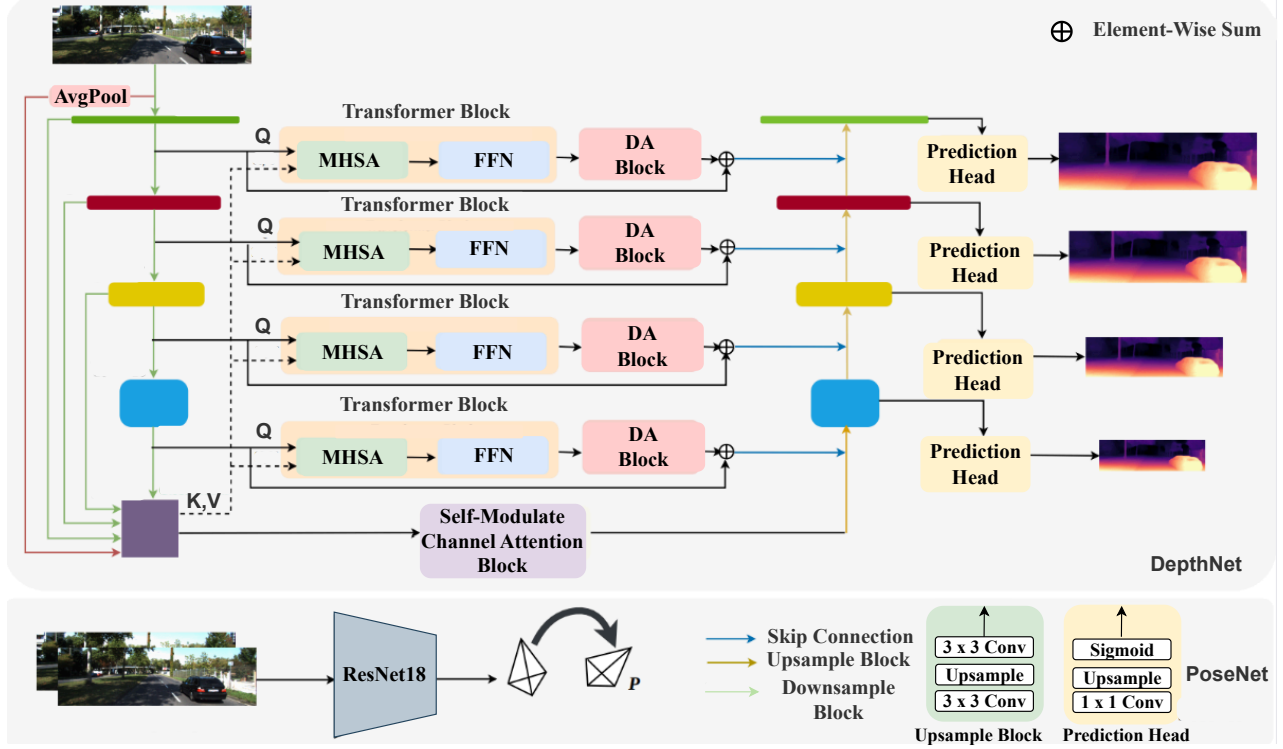 Element-Wise Sum
AvgPool
Transformer Block
Q
MHSA
FFN
DA
Block
Prediction
Head
Transformer Block
Q
MHSA
FFN
DA
Block
Prediction
Head
Transformer Block
Q
MHSA
FFN
DA
Block
Prediction
Head
Transformer Block
Q
MHSA
FFN
DA
Block
Prediction
Head
K,V
Self-Modulate
Channel Attention
Block
DepthNet
ResNet18
P
Skip Connection
Upsample Block
Downsample
Block
3 x 3 Conv
Upsample
3 x 3 Conv
Upsample Block
Sigmoid
Upsample
1 x 1 Conv
Prediction Head
PoseNet